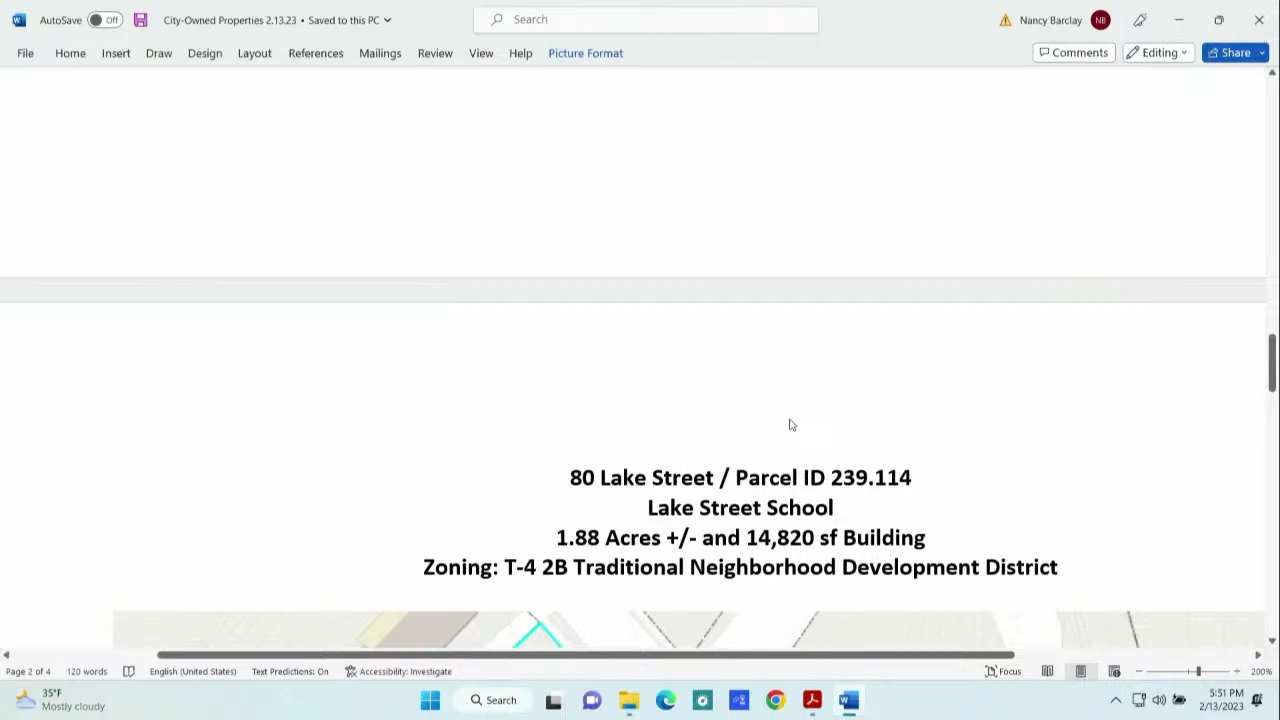 AutoSave Off City-Owned Properties 2.13.23 • Saved to this PC Search Nancy Barclay NB
File Home Insert Draw Design Layout References Mailings Review View Help Picture Format Comments Editing Share
80 Lake Street / Parcel ID 239.114
Lake Street School
1.88 Acres +/- and 14,820 sf Building
Zoning: T-4 2B Traditional Neighborhood Development District
Page 2 of 4 120 words English (United States) Text Predictions: On Accessibility: Investigate Focus 200%
35°F
Mostly cloudy
Search
5:51 PM
2/13/2023